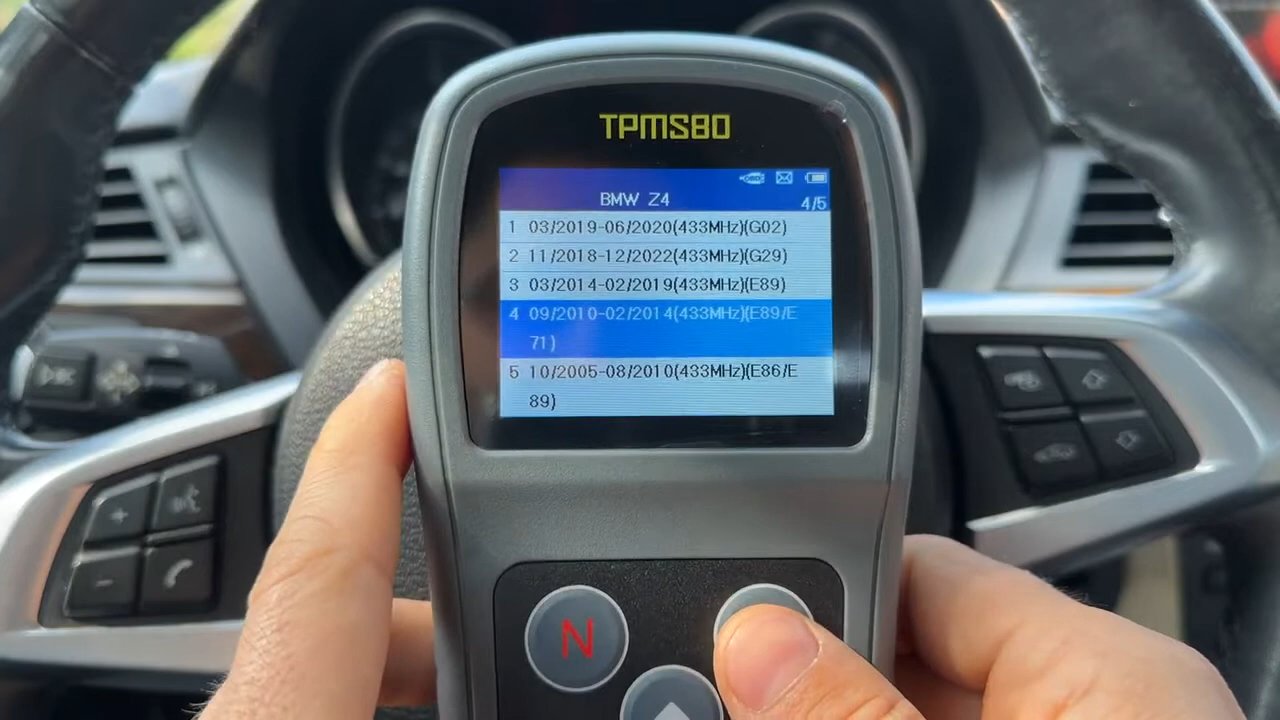 TPMS80
BMW Z4
4/5
1 03/2019-06/2020(433MHz)(G02)
2 11/2018-12/2022(433MHz)(G29)
3 03/2014-02/2019(433MHz)(E89)
4 09/2010-02/2014(433MHz)(E89/E
71)
5 10/2005-08/2010(433MHz)(E86/E
89)
N